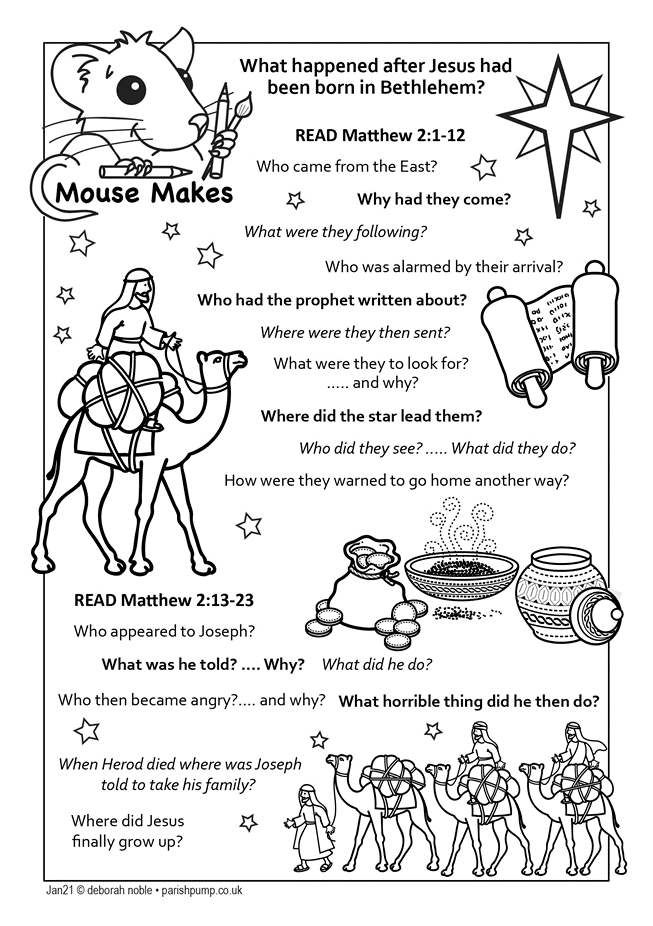 What happened after Jesus had
been born in Bethlehem?
READ Matthew 2:1-12
Mouse Makes
Who came from the East?
Why had they come?
What were they following?
Who was alarmed by their arrival?
Who had the prophet written about?
Where were they then sent?
What were they to look for?
..... and why?
Where did the star lead them?
Who did they see? ..... What did they do?
How were they warned to go home another way?
READ Matthew 2:13-23
Who appeared to Joseph?
What was he told? .... Why? What did he do?
Who then became angry?.... and why? What horrible thing did he then do?
When Herod died where was Joseph
told to take his family?
Where did Jesus
finally grow up?
Jan21 © deborah noble • parishpump.co.uk